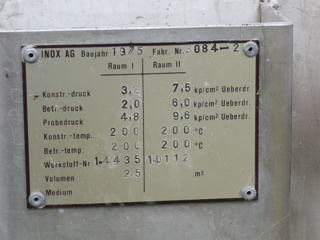 INOX AG Baujahr 1975 Fabr. Nr. 084-2
Raum I Raum II
Konstr.-druck 3,2 7,5 kp/cm2 Ueberdr.
Betr.-druck 2,0 6,0 kp/cm2 Ueberdr.
Probedruck 4,8 9,6 kp/cm2 Ueberdr.
Konstr.-temp. 200 200 °C
Betr.-temp. 200 200 °C
Werkstoff-Nr. 1.4435 1.0112
Volumen 2,5 m³
Medium